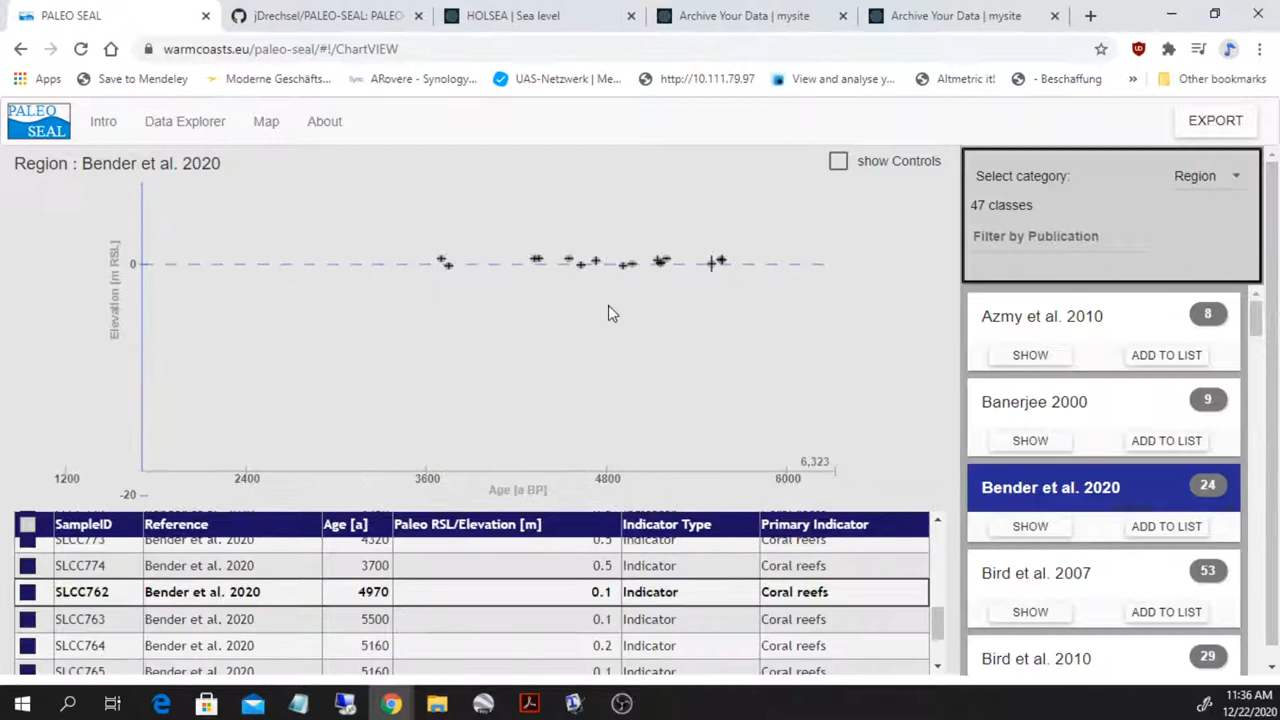 PALEO SEAL
jDrechsel/PALEO-SEAL: PALEO
HOLSEA | Sea level
Archive Your Data | mysite
Archive Your Data | mysite
warmcoasts.eu/paleo-seal/#!/ChartVIEW
Apps
Save to Mendeley
Moderne Geschäfts...
ARovere - Synology...
UAS-Netzwerk | Me...
http://10.111.79.97
View and analyse y...
Altmetric it!
- Beschaffung
»
Other bookmarks
PALEO
SEAL
Intro
Data Explorer
Map
About
EXPORT
Region : Bender et al. 2020
show Controls
Select category:
Region
47 classes
Filter by Publication
Elevation [m RSL]
0
-20
1200
2400
3600
4800
6000
6,323
Age [a BP]
Azmy et al. 2010
8
SHOW
ADD TO LIST
Banerjee 2000
9
SHOW
ADD TO LIST
Bender et al. 2020
24
SHOW
ADD TO LIST
Bird et al. 2007
53
SHOW
ADD TO LIST
Bird et al. 2010
29
SampleID Reference Age [a] Paleo RSL/Elevation [m] Indicator Type Primary Indicator
SLCC773 Bender et al. 2020 4320 0.5 Indicator Coral reefs
SLCC774 Bender et al. 2020 3700 0.5 Indicator Coral reefs
SLCC762 Bender et al. 2020 4970 0.1 Indicator Coral reefs
SLCC763 Bender et al. 2020 5500 0.1 Indicator Coral reefs
SLCC764 Bender et al. 2020 5160 0.2 Indicator Coral reefs
SLCC765 Bender et al. 2020 5160 0.1 Indicator Coral reefs
11:36 AM
12/22/2020